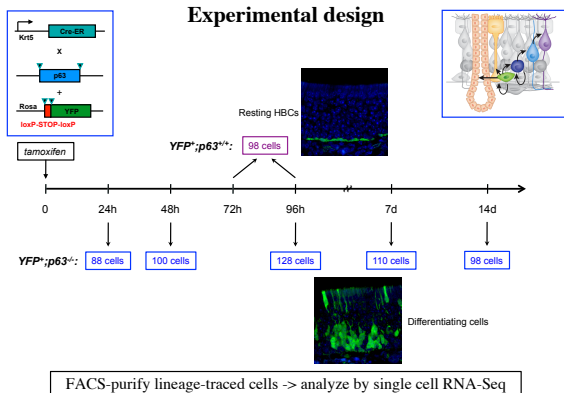 Experimental design
Krt5
Cre-ER
x
p63
+
Rosa
YFP
loxP-STOP-loxP
Resting HBCs
tamoxifen
YFP+;p63+/+:
98 cells
0
24h
48h
72h
96h
7d
14d
YFP+;p63-/-:
88 cells
100 cells
128 cells
110 cells
98 cells
Differentiating cells
FACS-purify lineage-traced cells -> analyze by single cell RNA-Seq